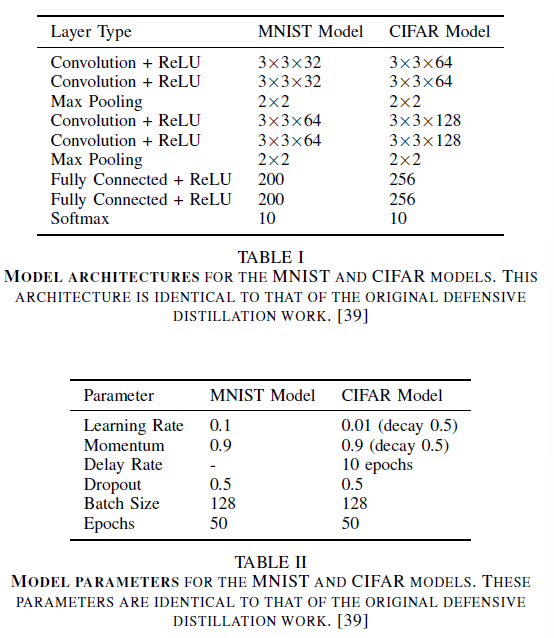 Layer Type MNIST Model CIFAR Model
Convolution + ReLU 3×3×32 3×3×64
Convolution + ReLU 3×3×32 3×3×64
Max Pooling 2×2 2×2
Convolution + ReLU 3×3×64 3×3×128
Convolution + ReLU 3×3×64 3×3×128
Max Pooling 2×2 2×2
Fully Connected + ReLU 200 256
Fully Connected + ReLU 200 256
Softmax 10 10
TABLE I
MODEL ARCHITECTURES FOR THE MNIST AND CIFAR MODELS. THIS
ARCHITECTURE IS IDENTICAL TO THAT OF THE ORIGINAL DEFENSIVE
DISTILLATION WORK. [39]
Parameter MNIST Model CIFAR Model
Learning Rate 0.1 0.01 (decay 0.5)
Momentum 0.9 0.9 (decay 0.5)
Delay Rate - 10 epochs
Dropout 0.5 0.5
Batch Size 128 128
Epochs 50 50
TABLE II
MODEL PARAMETERS FOR THE MNIST AND CIFAR MODELS. THESE
PARAMETERS ARE IDENTICAL TO THAT OF THE ORIGINAL DEFENSIVE
DISTILLATION WORK. [39]